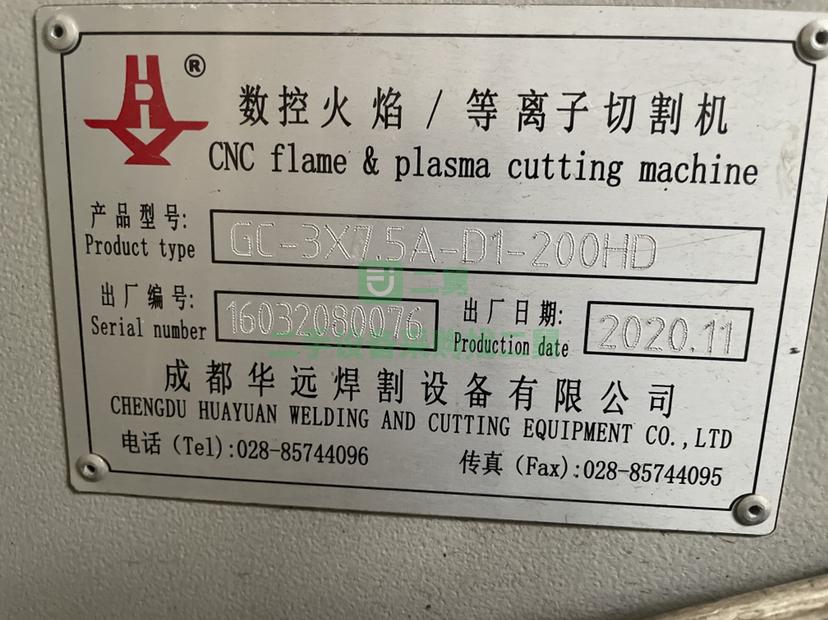 ®
数控火焰/等离子切割机
CNC flame & plasma cutting machine
产品型号:
Product type
GC-3X7.5A-D1-200HD
二手
出厂编号:
Serial number
16032080076
出厂日期:
Production date
2020.11
成都华远焊割设备有限公司
CHENGDU HUAYUAN WELDING AND CUTTING EQUIPMENT CO.,LTD
电话(Tel):028-85744096
传真(Fax):028-85744095